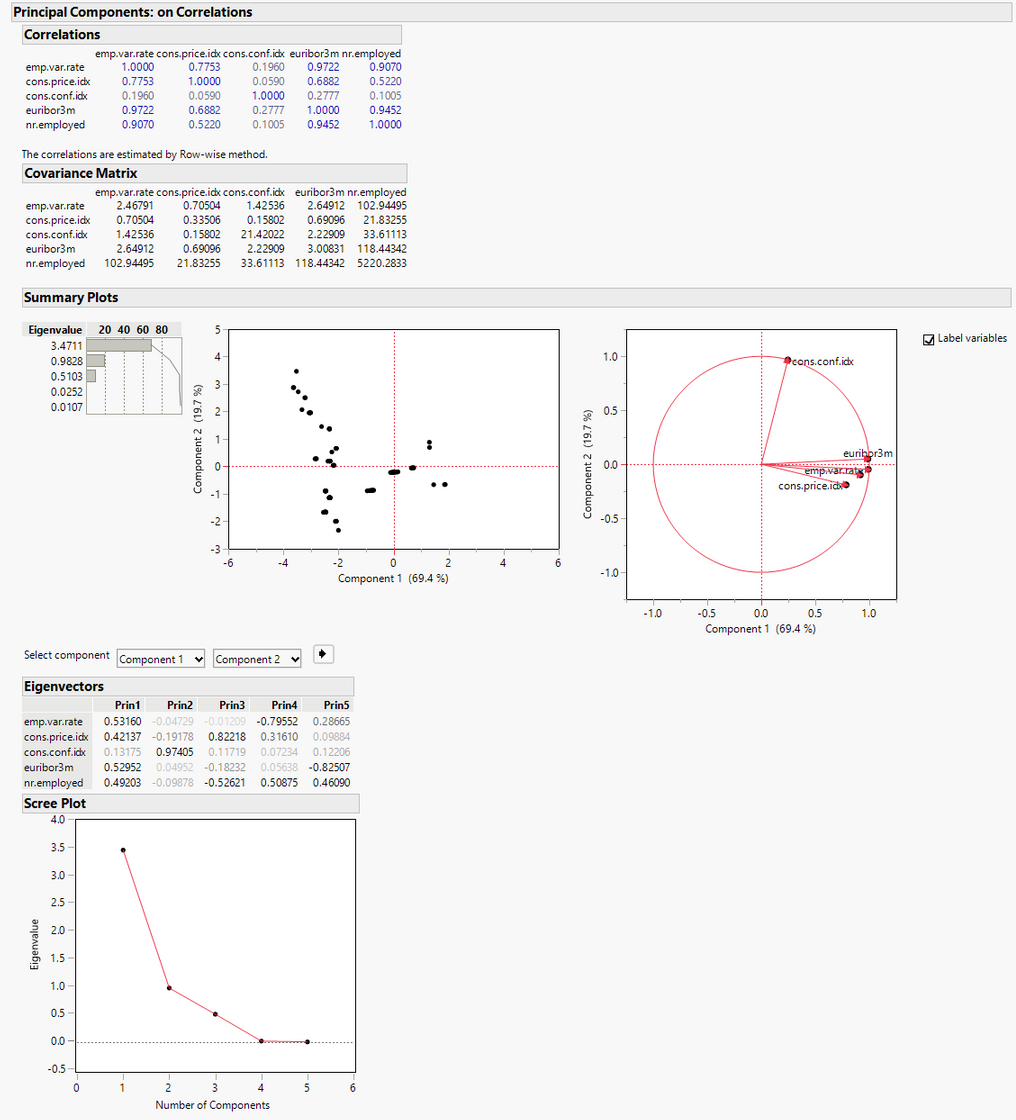 Principal Components: on Correlations
Correlations
emp.var.rate cons.price.idx cons.conf.idx euribor3m nr.employed
emp.var.rate 1.0000 0.7753 0.1960 0.9722 0.9070
cons.price.idx 0.7753 1.0000 0.0590 0.6882 0.5220
cons.conf.idx 0.1960 0.0590 1.0000 0.2777 0.1005
euribor3m 0.9722 0.6882 0.2777 1.0000 0.9452
nr.employed 0.9070 0.5220 0.1005 0.9452 1.0000
The correlations are estimated by Row-wise method.
Covariance Matrix
emp.var.rate cons.price.idx cons.conf.idx euribor3m nr.employed
emp.var.rate 2.46791 0.70504 1.42536 2.64912 102.94495
cons.price.idx 0.70504 0.33506 0.15802 0.69096 21.83255
cons.conf.idx 1.42536 0.15802 21.42022 2.22909 33.61113
euribor3m 2.64912 0.69096 2.22909 3.00831 118.44342
nr.employed 102.94495 21.83255 33.61113 118.44342 5220.2833
Summary Plots
Eigenvalue 20 40 60 80
3.4711
0.9828
0.5103
0.0252
0.0107
5
4
3
2
1
0
-1
-2
-3
Component 2 (19.7 %)
-6 -4 -2 0 2 4 6
Component 1 (69.4 %)
1.0
0.5
0.0
-0.5
-1.0
Component 2 (19.7 %)
cons.conf.idx
euribor3m
emp.var.rate
cons.price.idx
-1.0 -0.5 0.0 0.5 1.0
Component 1 (69.4 %)
Label variables
Select component Component 1 Component 2
Eigenvectors
Prin1 Prin2 Prin3 Prin4 Prin5
emp.var.rate 0.53160 -0.04729 -0.01209 -0.79552 0.28665
cons.price.idx 0.42137 -0.19178 0.82218 0.31610 0.09884
cons.conf.idx 0.13175 0.97405 0.11719 0.07234 0.12206
euribor3m 0.52952 0.04952 -0.18232 0.05638 -0.82507
nr.employed 0.49203 -0.09878 -0.52621 0.50875 0.46090
Scree Plot
4.0
3.5
3.0
2.5
2.0
1.5
1.0
0.5
0.0
-0.5
Eigenvalue
0 1 2 3 4 5 6
Number of Components